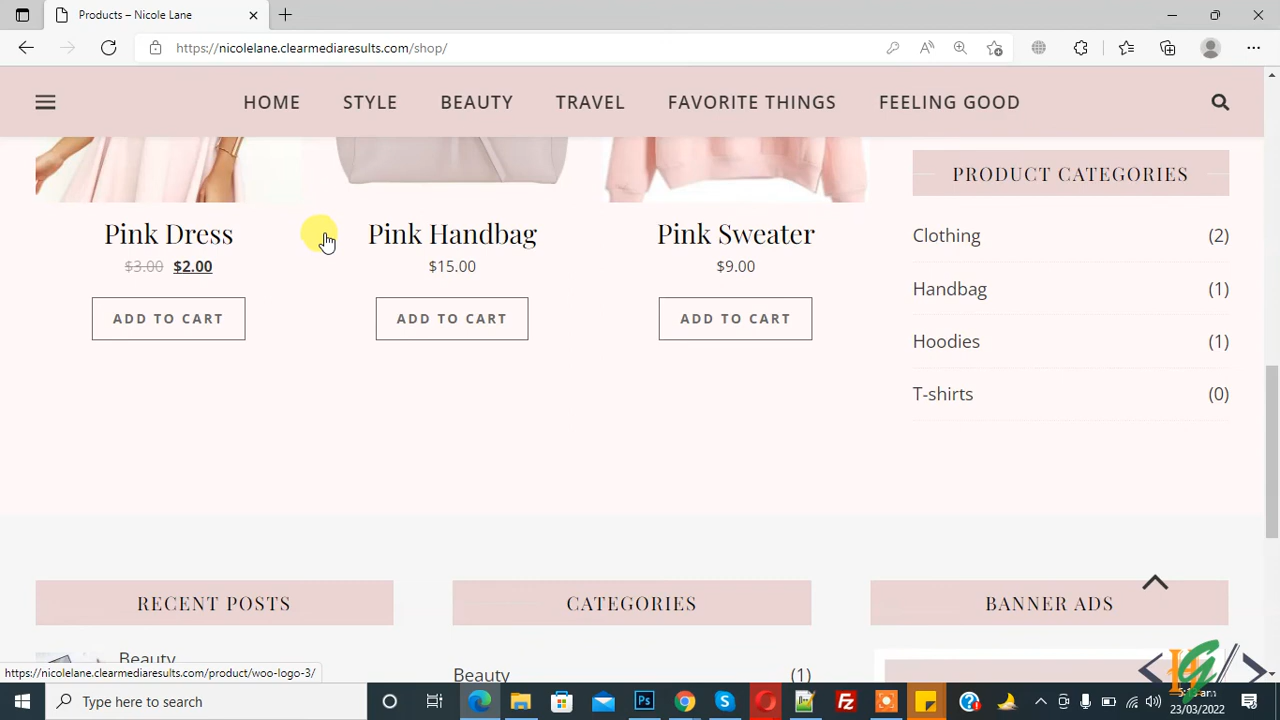 Products – Nicole Lane
https://nicolelane.clearmediaresults.com/shop/
HOME STYLE BEAUTY TRAVEL FAVORITE THINGS FEELING GOOD
PRODUCT CATEGORIES
Pink Dress Pink Handbag Pink Sweater
Clothing (2)
$3.00 $2.00 $15.00 $9.00
Handbag (1)
ADD TO CART ADD TO CART ADD TO CART
Hoodies (1)
T-shirts (0)
RECENT POSTS CATEGORIES BANNER ADS
Beauty
Beauty (1)
https://nicolelane.clearmediaresults.com/product/woo-logo-3/
Type here to search
23/03/2022